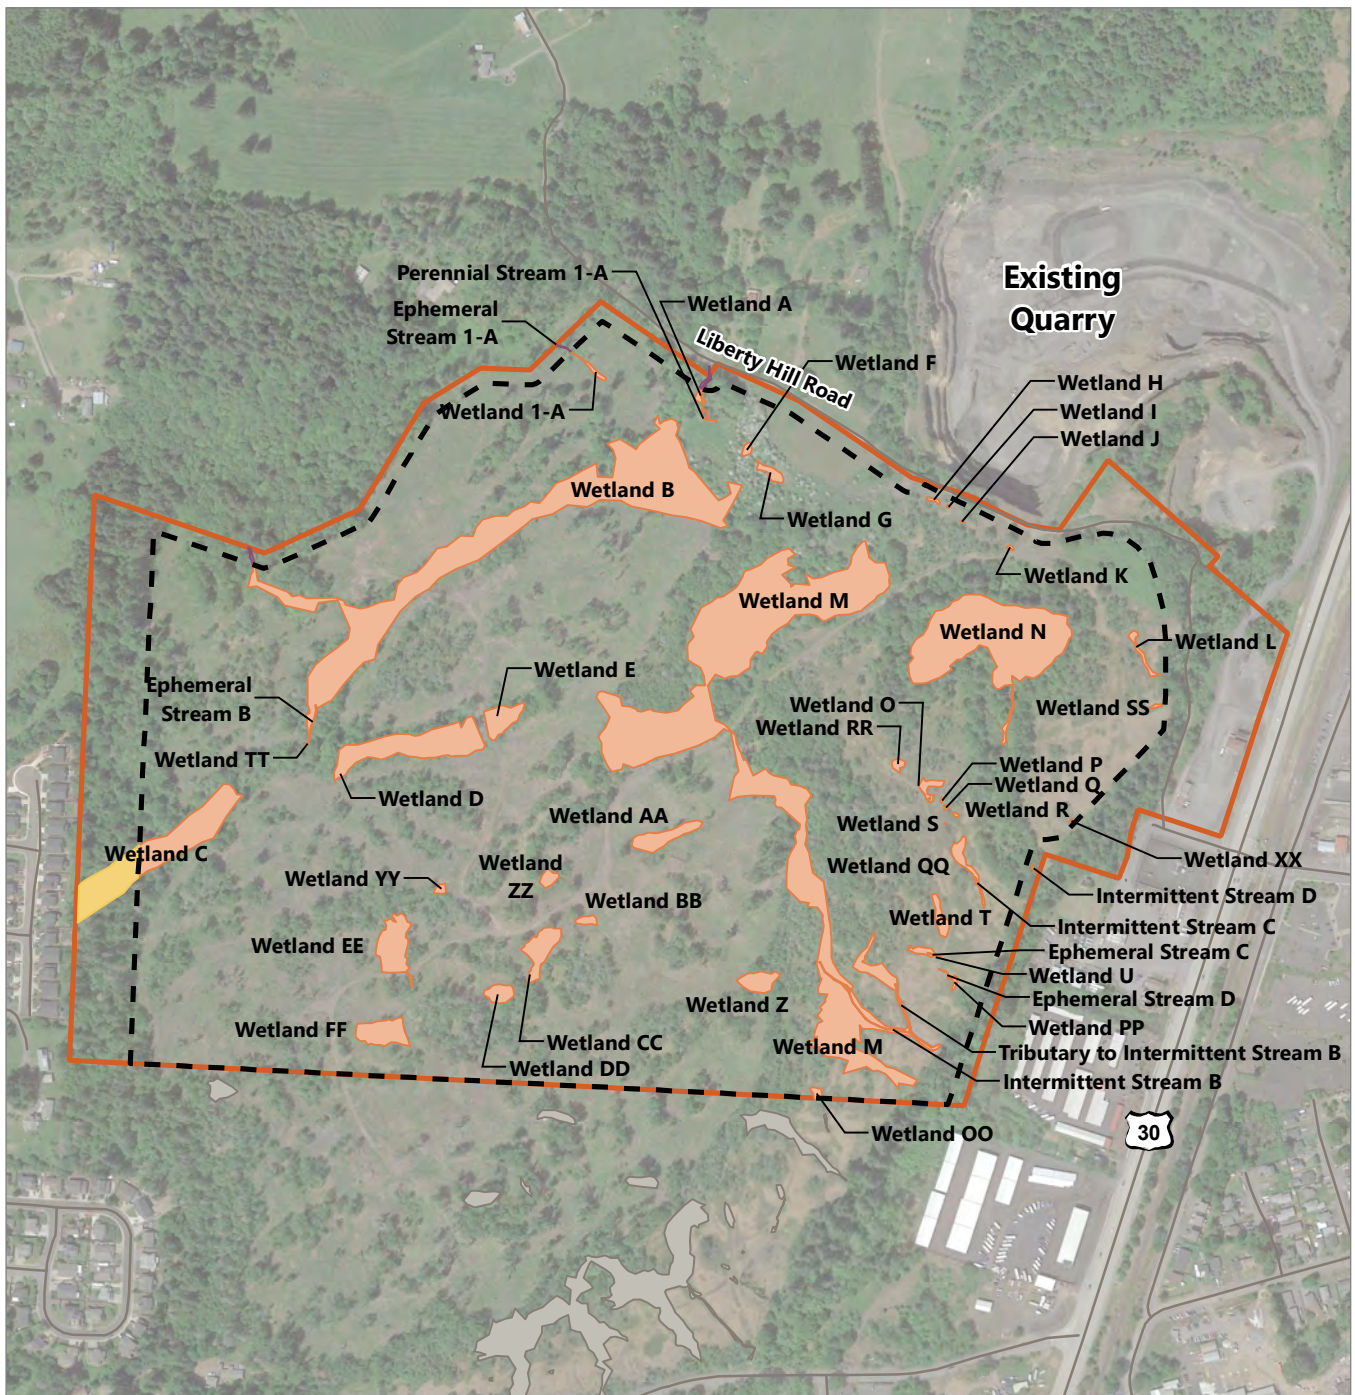 Existing
Quarry
Perennial Stream 1-A
Wetland A
Ephemeral
Stream 1-A
Liberty Hill Road
Wetland F
Wetland H
Wetland 1-A
Wetland I
Wetland J
Wetland B
Wetland G
Wetland K
Wetland M
Wetland N
Wetland L
Wetland E
Ephemeral
Stream B
Wetland O
Wetland SS
Wetland RR
Wetland TT
Wetland P
Wetland Q
Wetland D
Wetland R
Wetland AA
Wetland S
Wetland C
Wetland XX
Wetland
ZZ
Wetland QQ
Wetland YY
Intermittent Stream D
Wetland BB
Wetland T
Intermittent Stream C
Wetland EE
Ephemeral Stream C
Wetland U
Ephemeral Stream D
Wetland Z
Wetland FF
Wetland PP
Wetland CC
Wetland M
Tributary to Intermittent Stream B
Wetland DD
Intermittent Stream B
Wetland OO
30